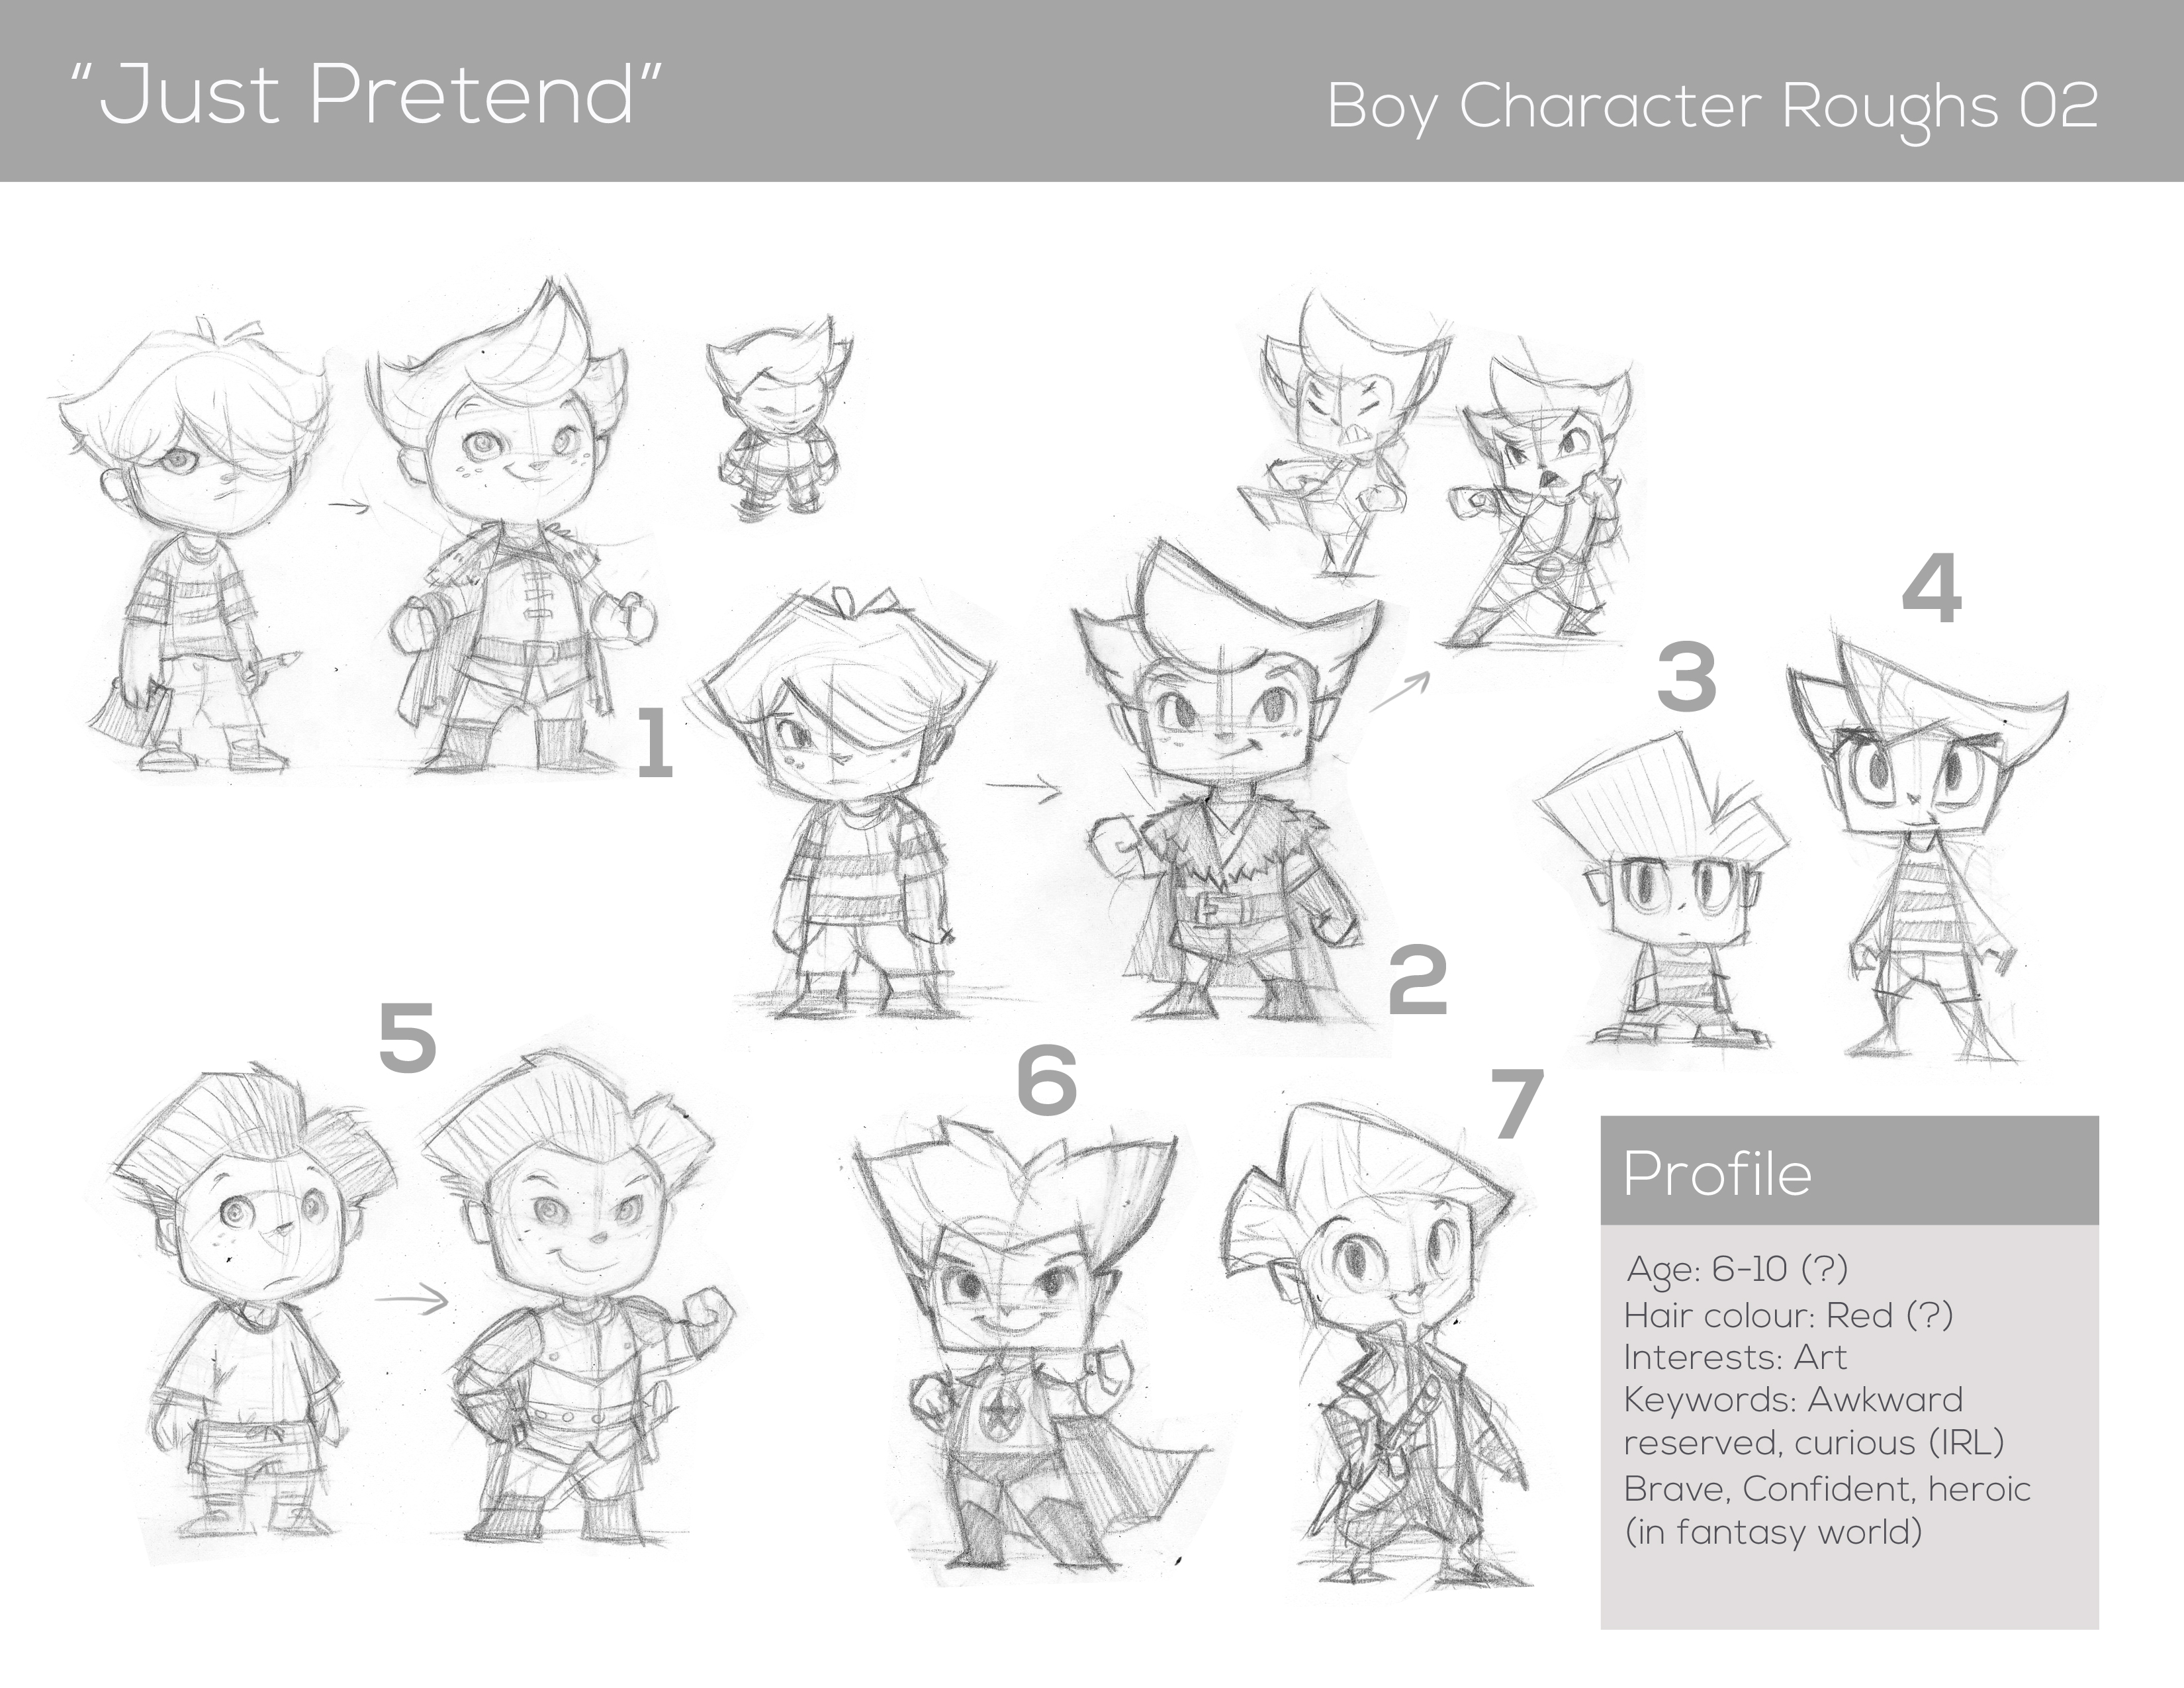 “Just Pretend”
Boy Character Roughs 02
1
2
3
4
5
6
7
Profile
Age: 6-10 (?)
Hair colour: Red (?)
Interests: Art
Keywords: Awkward
reserved, curious (IRL)
Brave, Confident, heroic
(in fantasy world)